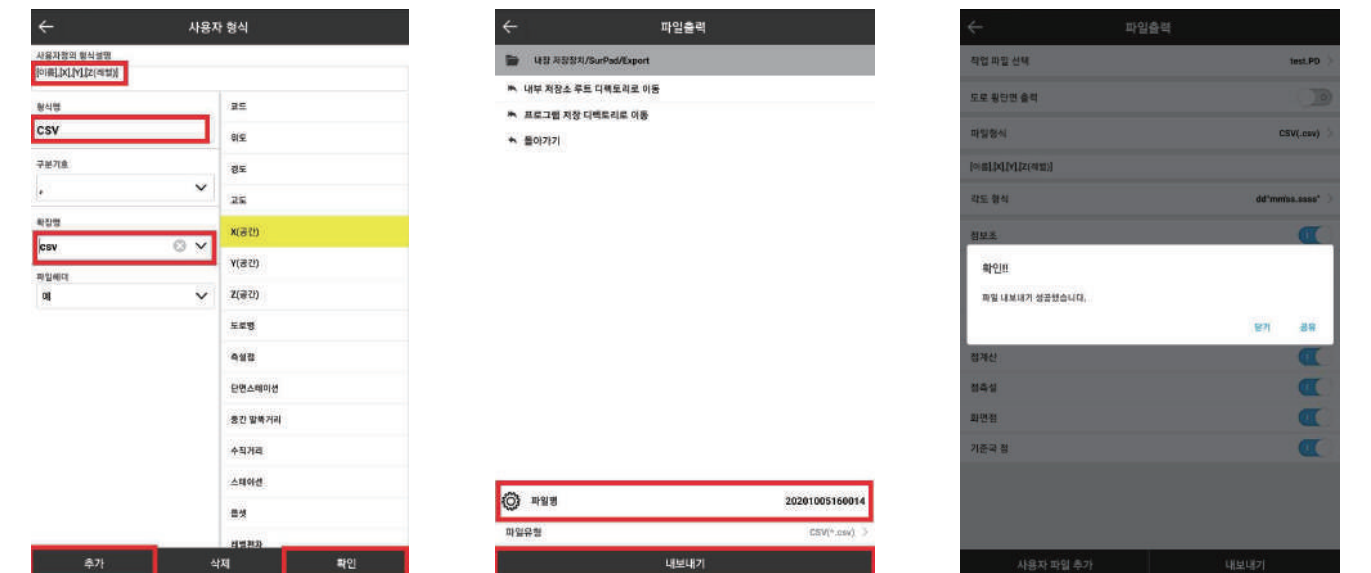 사용자 형식
사용자정의 형식설명
[이름],[X],[Y],[Z(레벨)]
형식명
CSV
구분기호
,
확장명
csv
파일헤더
예
코드
위도
경도
고도
X(공간)
Y(공간)
Z(공간)
도로명
측설점
단면스테이션
중간 말뚝거리
수직거리
스테이션
옵셋
레벨편차
추가
삭제
확인
파일출력
내장 저장장치/SurPad/Export
내부 저장소 루트 디렉토리로 이동
프로그램 저장 디렉토리로 이동
돌아가기
파일명
20201005160014
파일유형
CSV(*.csv)
내보내기
파일출력
작업 파일 선택
test.PD
도로 횡단면 출력
파일형식
CSV(.csv)
[이름],[X],[Y],[Z(레벨)]
각도 형식
dd°mm'ss.ssss"
점보조
확인!!
파일 내보내기 성공했습니다.
닫기
공유
점계산
점측설
화면점
기준국 점
사용자 파일 추가
내보내기